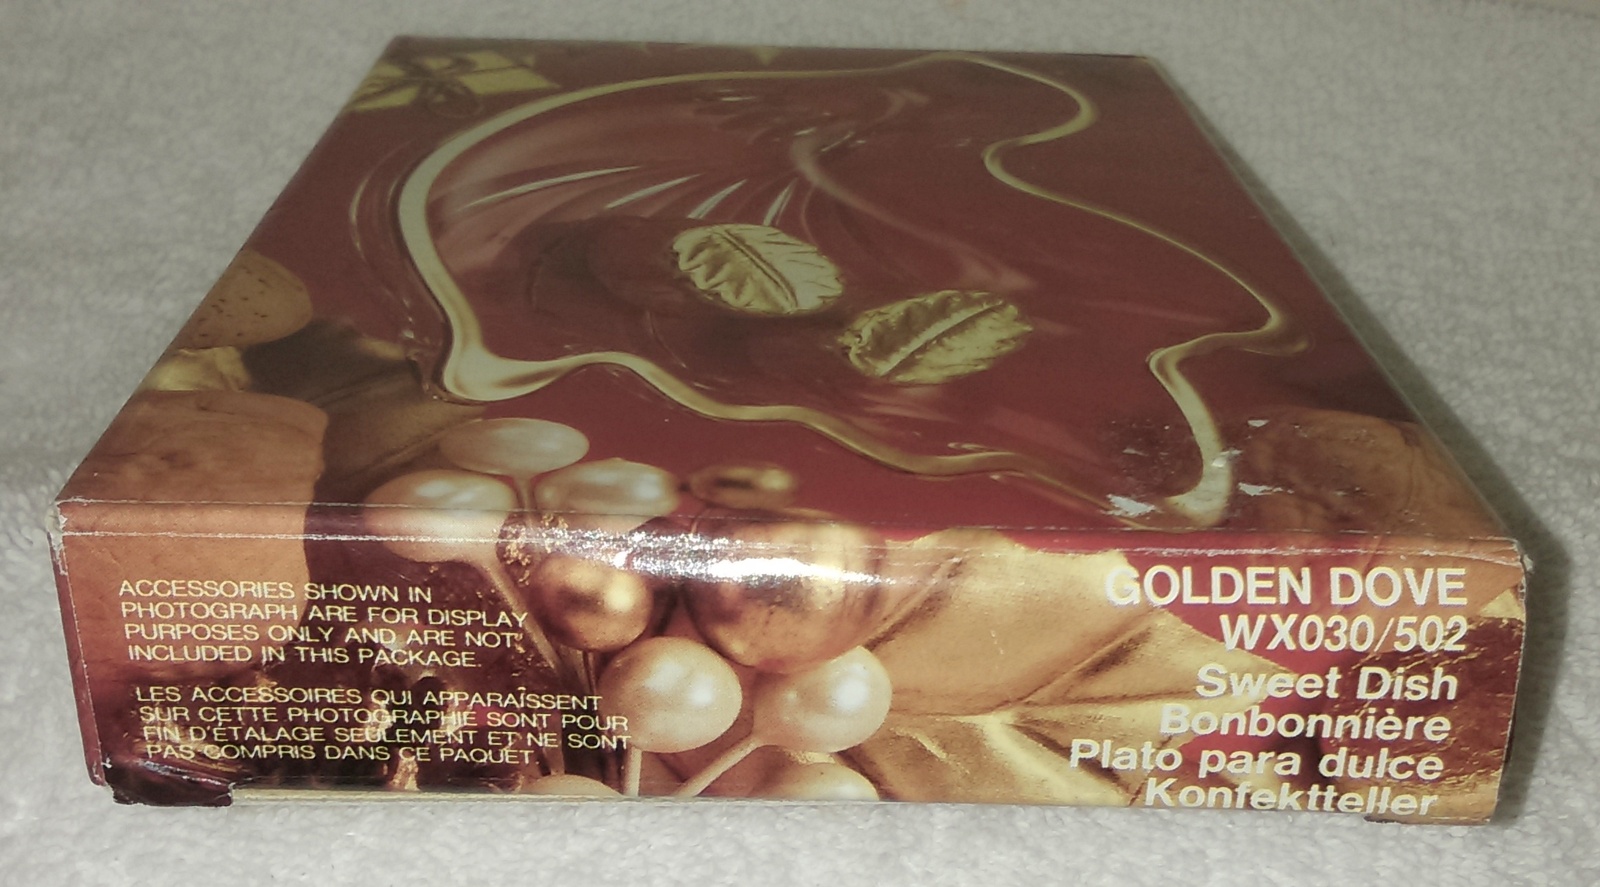 ACCESSORIES SHOWN IN
PHOTOGRAPH ARE FOR DISPLAY
PURPOSES ONLY AND ARE NOT
INCLUDED IN THIS PACKAGE.
LES ACCESSOIRES QUI APPARAÎSSENT
SUR CETTE PHOTOGRAPHIE SONT POUR
FIN D'ÉTALAGE SEULEMENT ET NE SONT
PAS COMPRIS DANS CE PAQUET.
GOLDEN DOVE
WX030/502
Sweet Dish
Bonbonnière
Plato para dulce
Konfektteller